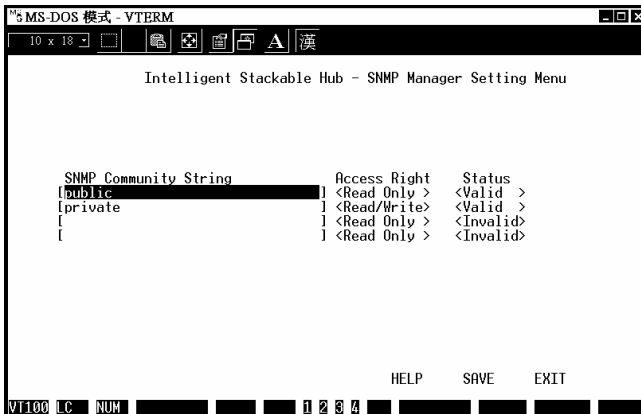 MS-DOS 模式 - VTERM
10 x 18 A 漢
Intelligent Stackable Hub - SNMP Manager Setting Menu
SNMP Community String Access Right Status
[public ] <Read Only > <Valid >
[private ] <Read/Write> <Valid >
[ ] <Read Only > <Invalid>
[ ] <Read Only > <Invalid>
HELP SAVE EXIT
VT100 LC NUM 1 2 3 4